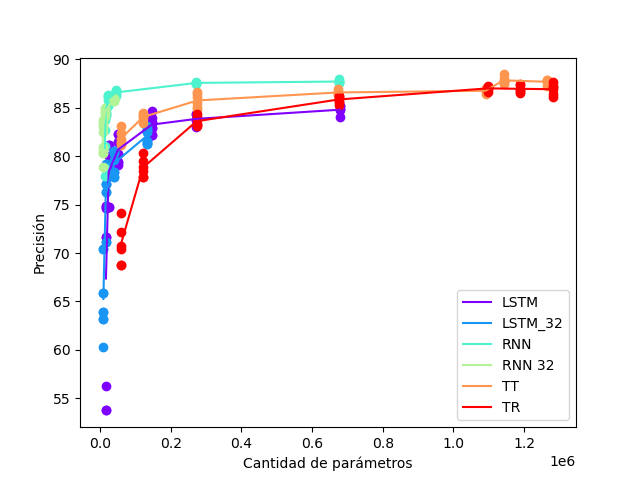 90
85
80
75
70
65
60
55
Precisión
0.0 0.2 0.4 0.6 0.8 1.0 1.2
1e6
Cantidad de parámetros
LSTM
LSTM_32
RNN
RNN 32
TT
TR